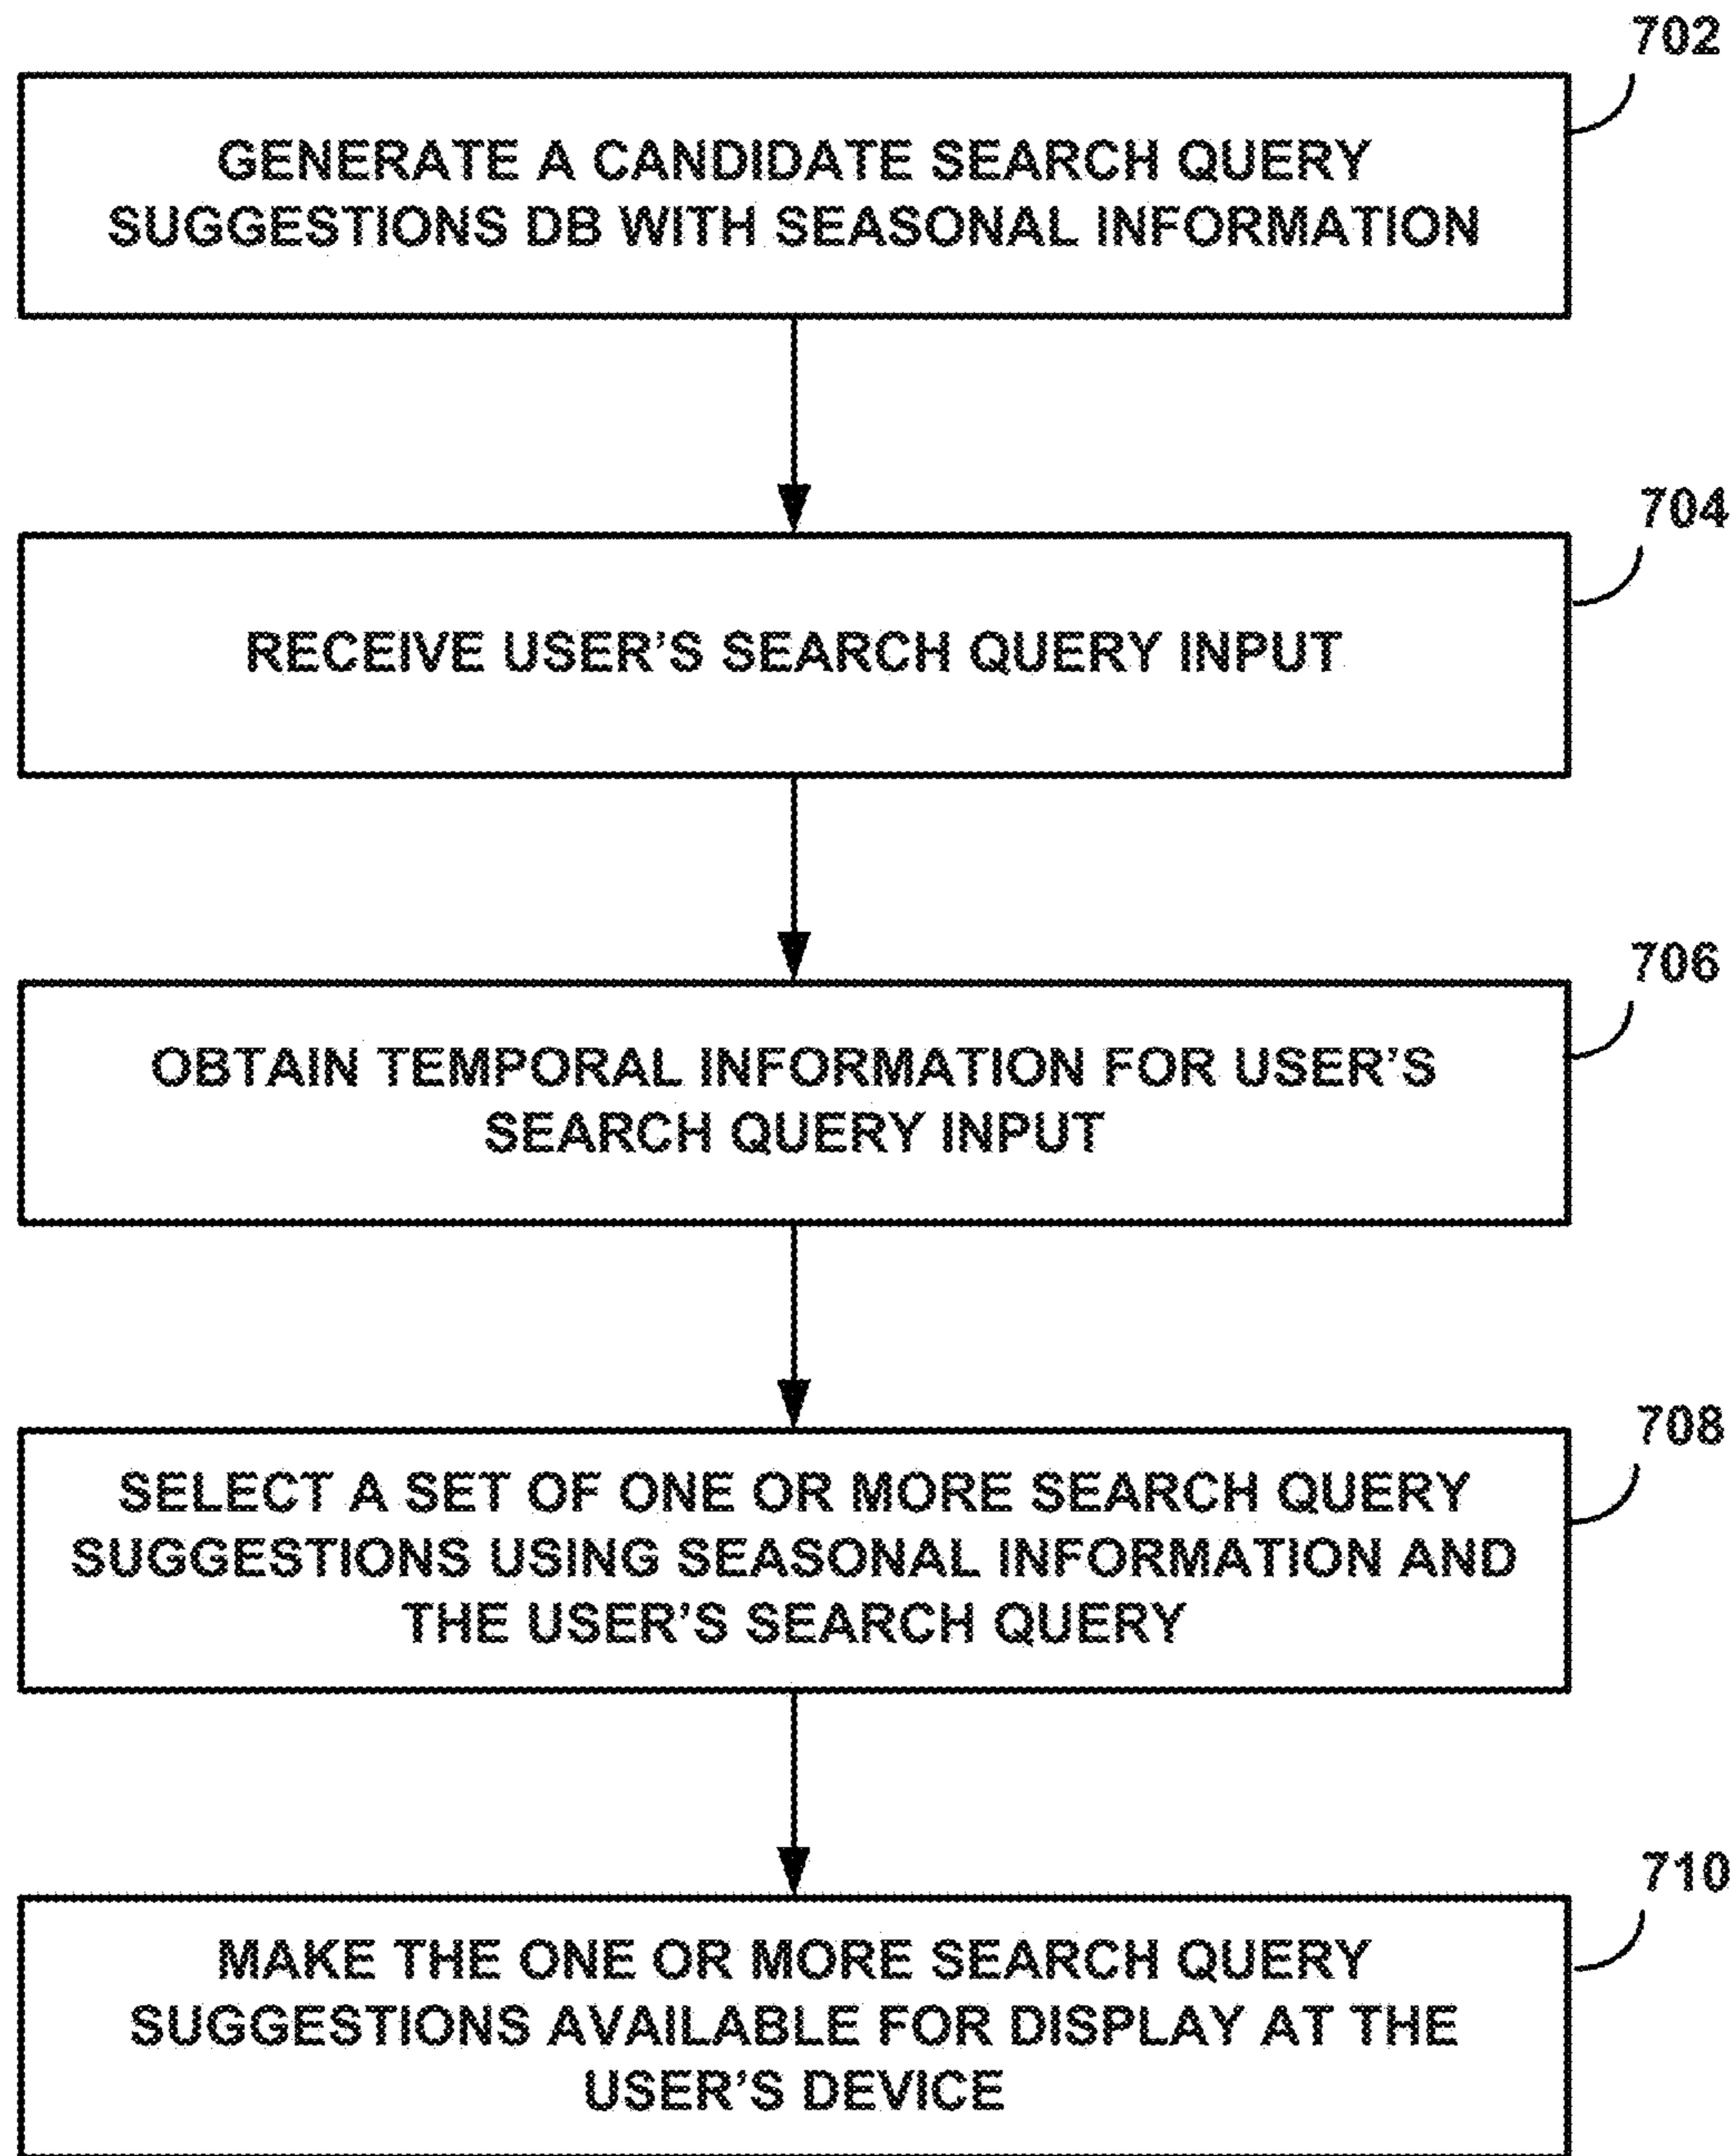 702
GENERATE A CANDIDATE SEARCH QUERY
SUGGESTIONS DB WITH SEASONAL INFORMATION
704
RECEIVE USER'S SEARCH QUERY INPUT
706
OBTAIN TEMPORAL INFORMATION FOR USER'S
SEARCH QUERY INPUT
708
SELECT A SET OF ONE OR MORE SEARCH QUERY
SUGGESTIONS USING SEASONAL INFORMATION AND
THE USER'S SEARCH QUERY
710
MAKE THE ONE OR MORE SEARCH QUERY
SUGGESTIONS AVAILABLE FOR DISPLAY AT THE
USER'S DEVICE